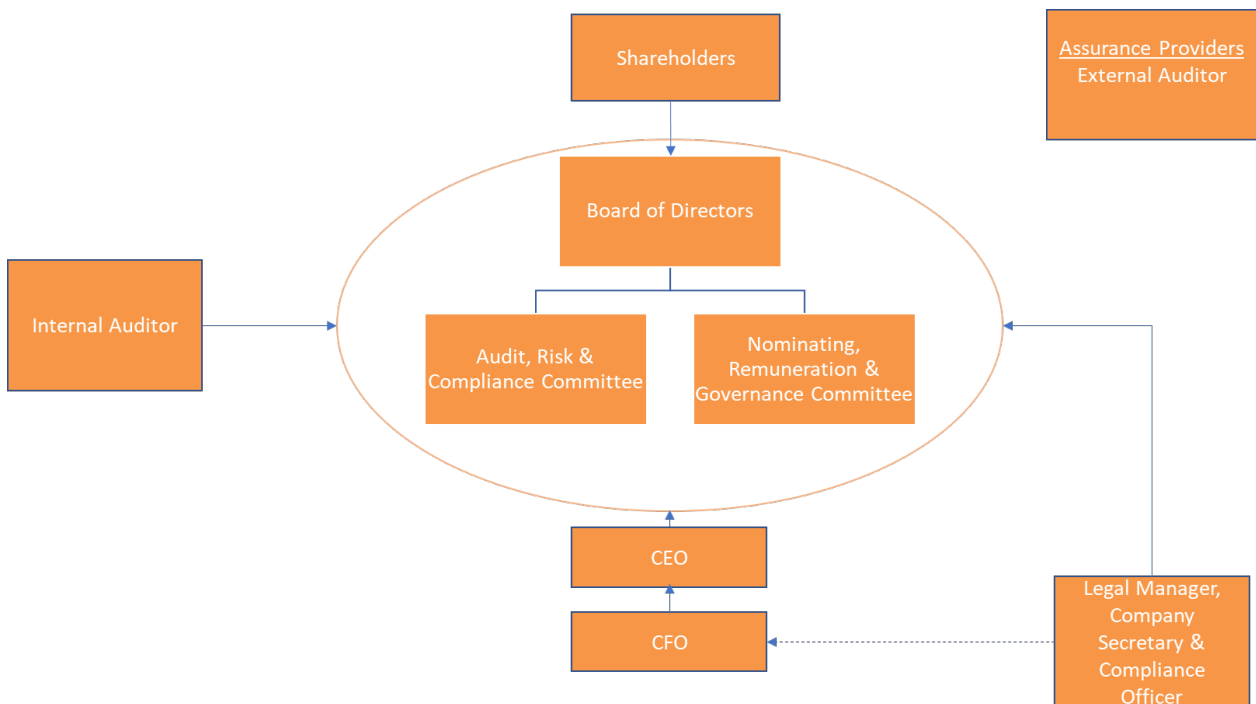 Shareholders
Assurance Providers
External Auditor
Board of Directors
Internal Auditor
Audit, Risk &
Compliance Committee
Nominating,
Remuneration &
Governance Committee
CEO
CFO
Legal Manager,
Company
Secretary &
Compliance
Officer